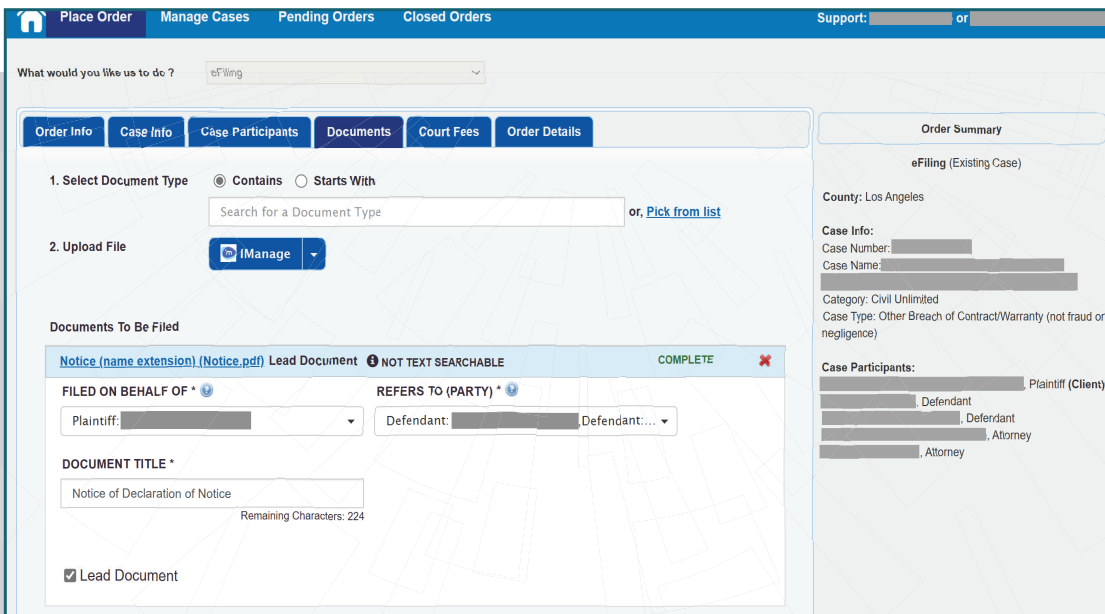 Place Order Manage Cases Pending Orders Closed Orders Support: or
What would you like us to do ? eFiling
Order Info Case Info Case Participants Documents Court Fees Order Details
1. Select Document Type Contains Starts With
Search for a Document Type or, Pick from list
2. Upload File iManage
Documents To Be Filed
Notice (name extension) (Notice.pdf) Lead Document NOT TEXT SEARCHABLE COMPLETE
FILED ON BEHALF OF * REFERS TO (PARTY) *
Plaintiff: Defendant: ,Defendant:...
DOCUMENT TITLE *
Notice of Declaration of Notice
Remaining Characters: 224
Lead Document
Order Summary
eFiling (Existing Case)
County: Los Angeles
Case Info:
Case Number:
Case Name:
Category: Civil Unlimited
Case Type: Other Breach of Contract/Warranty (not fraud or
negligence)
Case Participants:
, Plaintiff (Client)
, Defendant
, Defendant
, Attorney
, Attorney